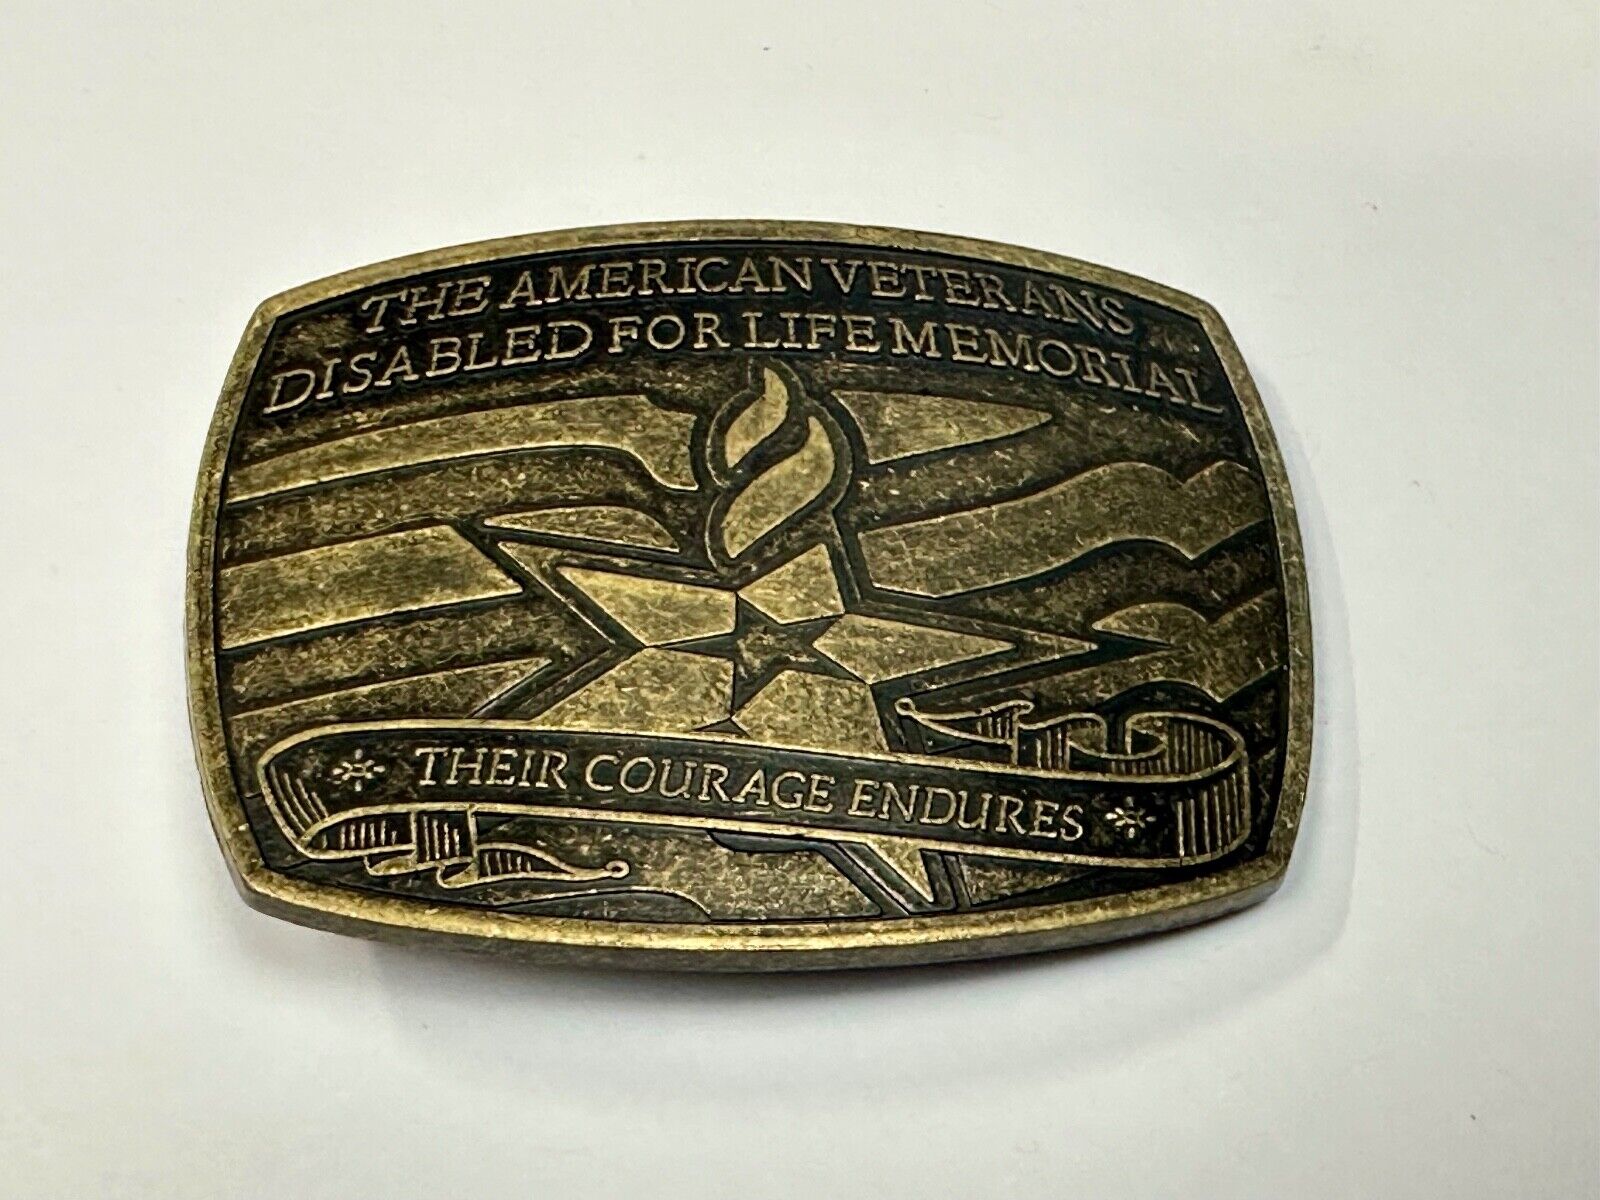 THE AMERICAN VETERANS
DISABLED FOR LIFE MEMORIAL
THEIR COURAGE ENDURES